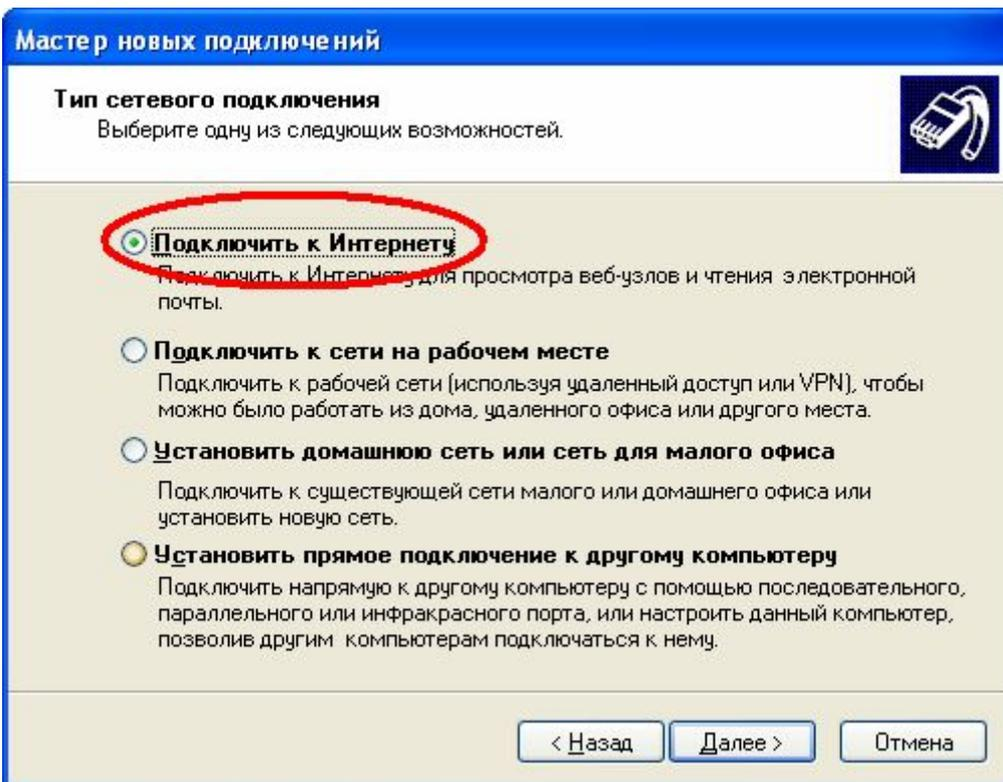 Мастер новых подключений
Тип сетевого подключения
Выберите одну из следующих возможностей.
Подключить к Интернету
Подключить к Интернету для просмотра веб-узлов и чтения электронной
почты.
Подключить к сети на рабочем месте
Подключить к рабочей сети (используя удаленный доступ или VPN), чтобы
можно было работать из дома, удаленного офиса или другого места.
Установить домашнюю сеть или сеть для малого офиса
Подключить к существующей сети малого или домашнего офиса или
установить новую сеть.
Установить прямое подключение к другому компьютеру
Подключить напрямую к другому компьютеру с помощью последовательного,
параллельного или инфракрасного порта, или настроить данный компьютер,
позволив другим компьютерам подключаться к нему.
< Назад Далее > Отмена